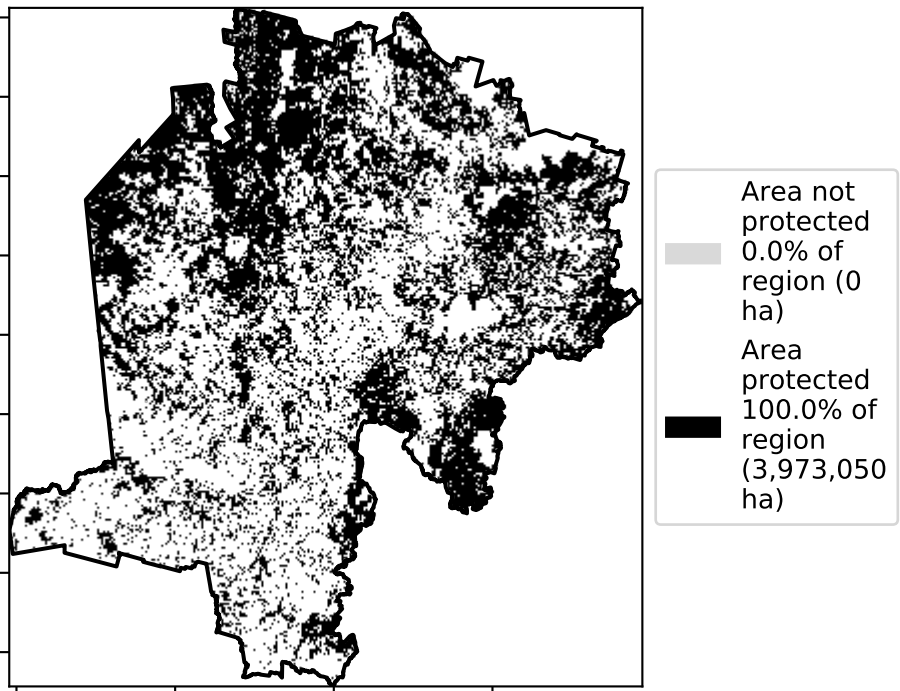 Area not
protected
0.0% of
region (0
ha)
Area
protected
100.0% of
region
(3,973,050
ha)